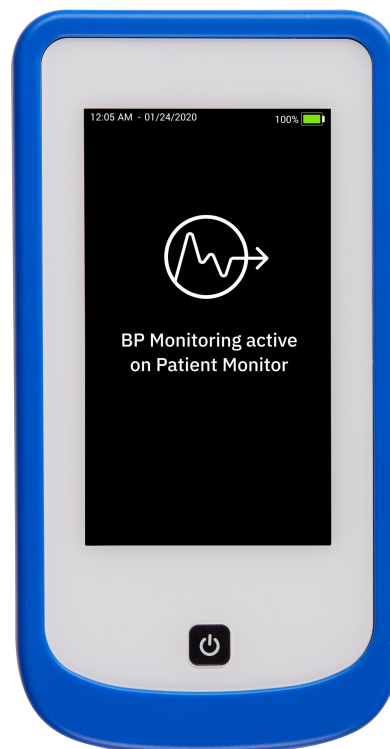 12:05 AM - 01/24/2020 100%
BP Monitoring active
on Patient Monitor